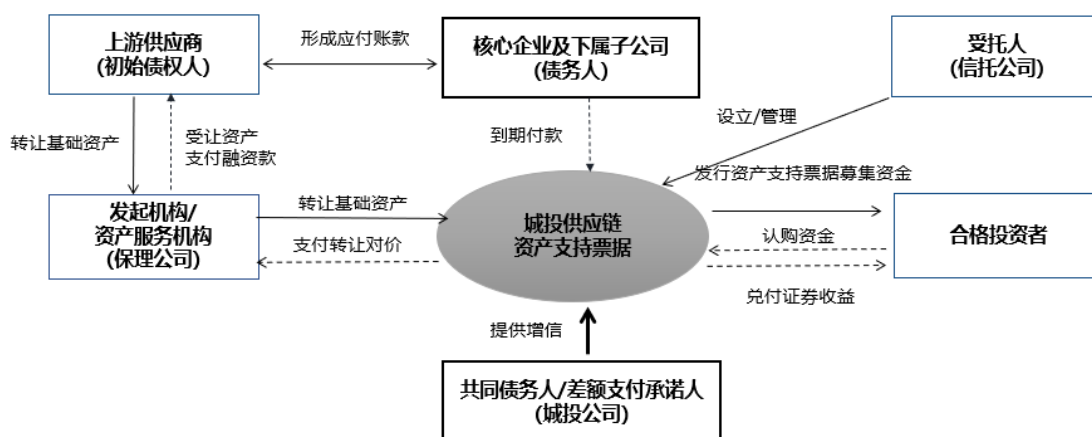 上游供应商
(初始债权人)
形成应付账款
核心企业及下属子公司
(债务人)
受托人
(信托公司)
转让基础资产
受让资产
支付融资款
到期付款
设立/管理
发行资产支持票据募集资金
发起机构/
资产服务机构
(保理公司)
转让基础资产
支付转让对价
城投供应链
资产支持票据
认购资金
兑付证券收益
合格投资者
提供增信
共同债务人/差额支付承诺人
(城投公司)